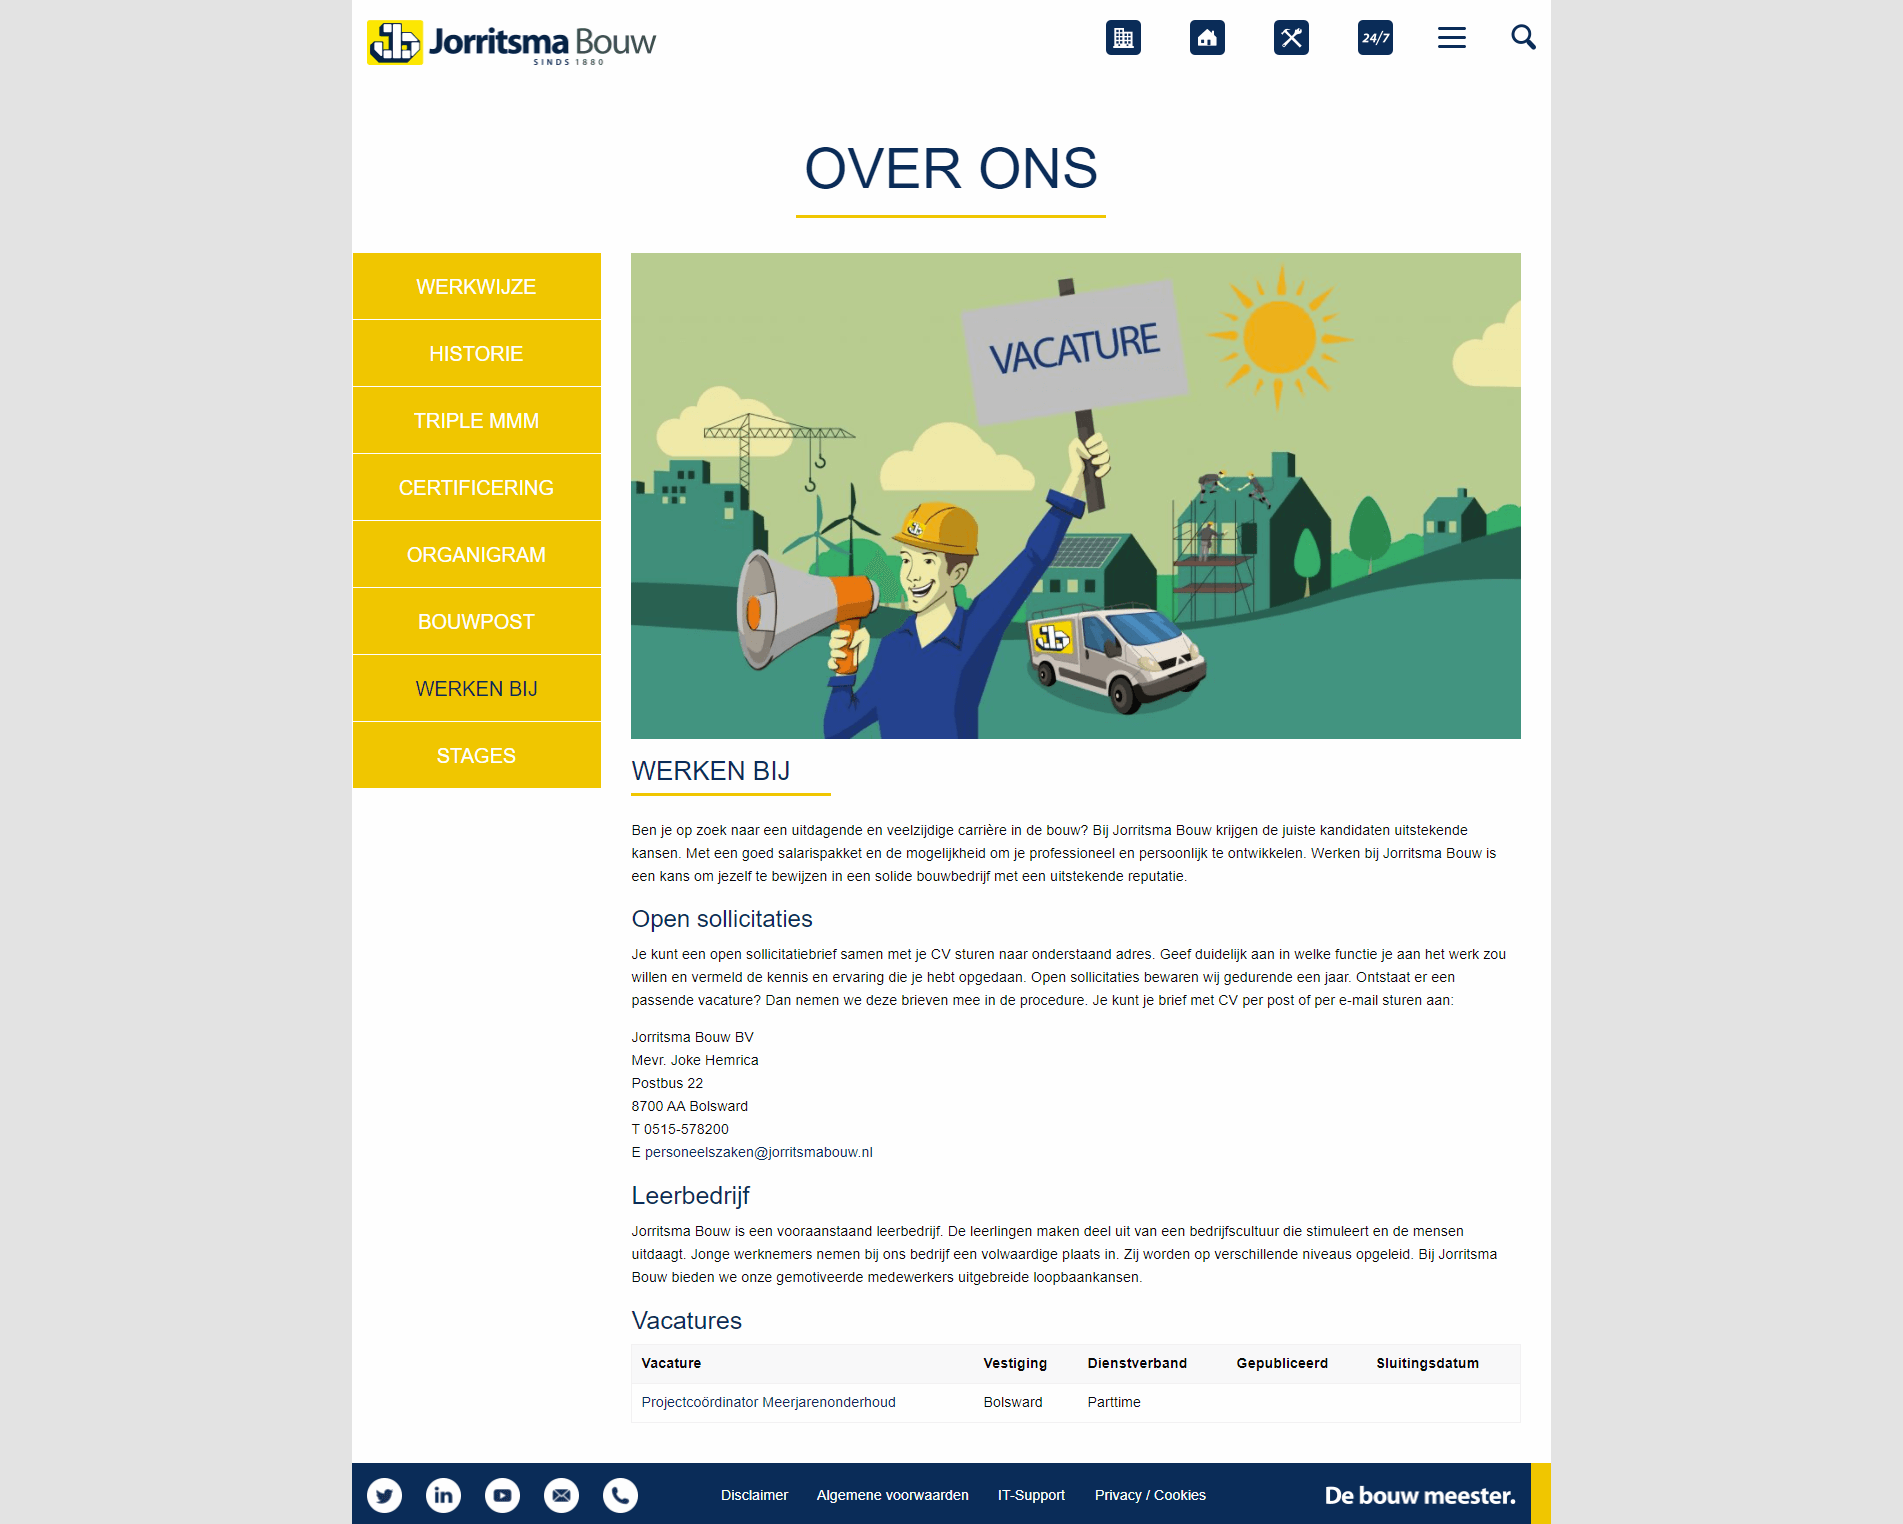 Jorritsma Bouw
SINDS 1880
24/7
OVER ONS
WERKWIJZE
HISTORIE
TRIPLE MMM
CERTIFICERING
ORGANIGRAM
BOUWPOST
WERKEN BIJ
STAGES
VACATURE
WERKEN BIJ
Ben je op zoek naar een uitdagende en veelzijdige carrière in de bouw? Bij Jorritsma Bouw krijgen de juiste kandidaten uitstekende
kansen. Met een goed salarispakket en de mogelijkheid om je professioneel en persoonlijk te ontwikkelen. Werken bij Jorritsma Bouw is
een kans om jezelf te bewijzen in een solide bouwbedrijf met een uitstekende reputatie.
Open sollicitaties
Je kunt een open sollicitatiebrief samen met je CV sturen naar onderstaand adres. Geef duidelijk aan in welke functie je aan het werk zou
willen en vermeld de kennis en ervaring die je hebt opgedaan. Open sollicitaties bewaren wij gedurende een jaar. Ontstaat er een
passende vacature? Dan nemen we deze brieven mee in de procedure. Je kunt je brief met CV per post of per e-mail sturen aan:
Jorritsma Bouw BV
Mevr. Joke Hemrica
Postbus 22
8700 AA Bolsward
T 0515-578200
E personeelszaken@jorritsmabouw.nl
Leerbedrijf
Jorritsma Bouw is een vooraanstaand leerbedrijf. De leerlingen maken deel uit van een bedrijfscultuur die stimuleert en de mensen
uitdaagt. Jonge werknemers nemen bij ons bedrijf een volwaardige plaats in. Zij worden op verschillende niveaus opgeleid. Bij Jorritsma
Bouw bieden we onze gemotiveerde medewerkers uitgebreide loopbaankansen.
Vacatures
Vacature Vestiging Dienstverband Gepubliceerd Sluitingsdatum
Projectcoördinator Meerjarenonderhoud Bolsward Parttime
Disclaimer Algemene voorwaarden IT-Support Privacy / Cookies
De bouw meester.